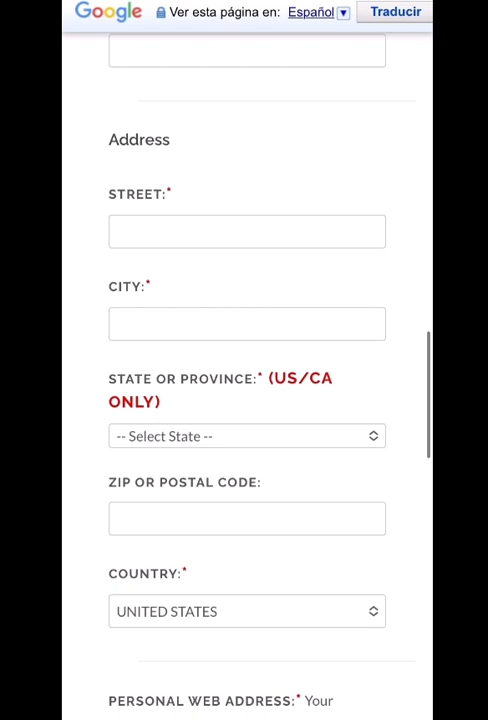 Google Ver esta página en: Español Traducir
Address
STREET:*
CITY:*
STATE OR PROVINCE:* (US/CA
ONLY)
-- Select State --
ZIP OR POSTAL CODE:
COUNTRY:*
UNITED STATES
PERSONAL WEB ADDRESS:* Your